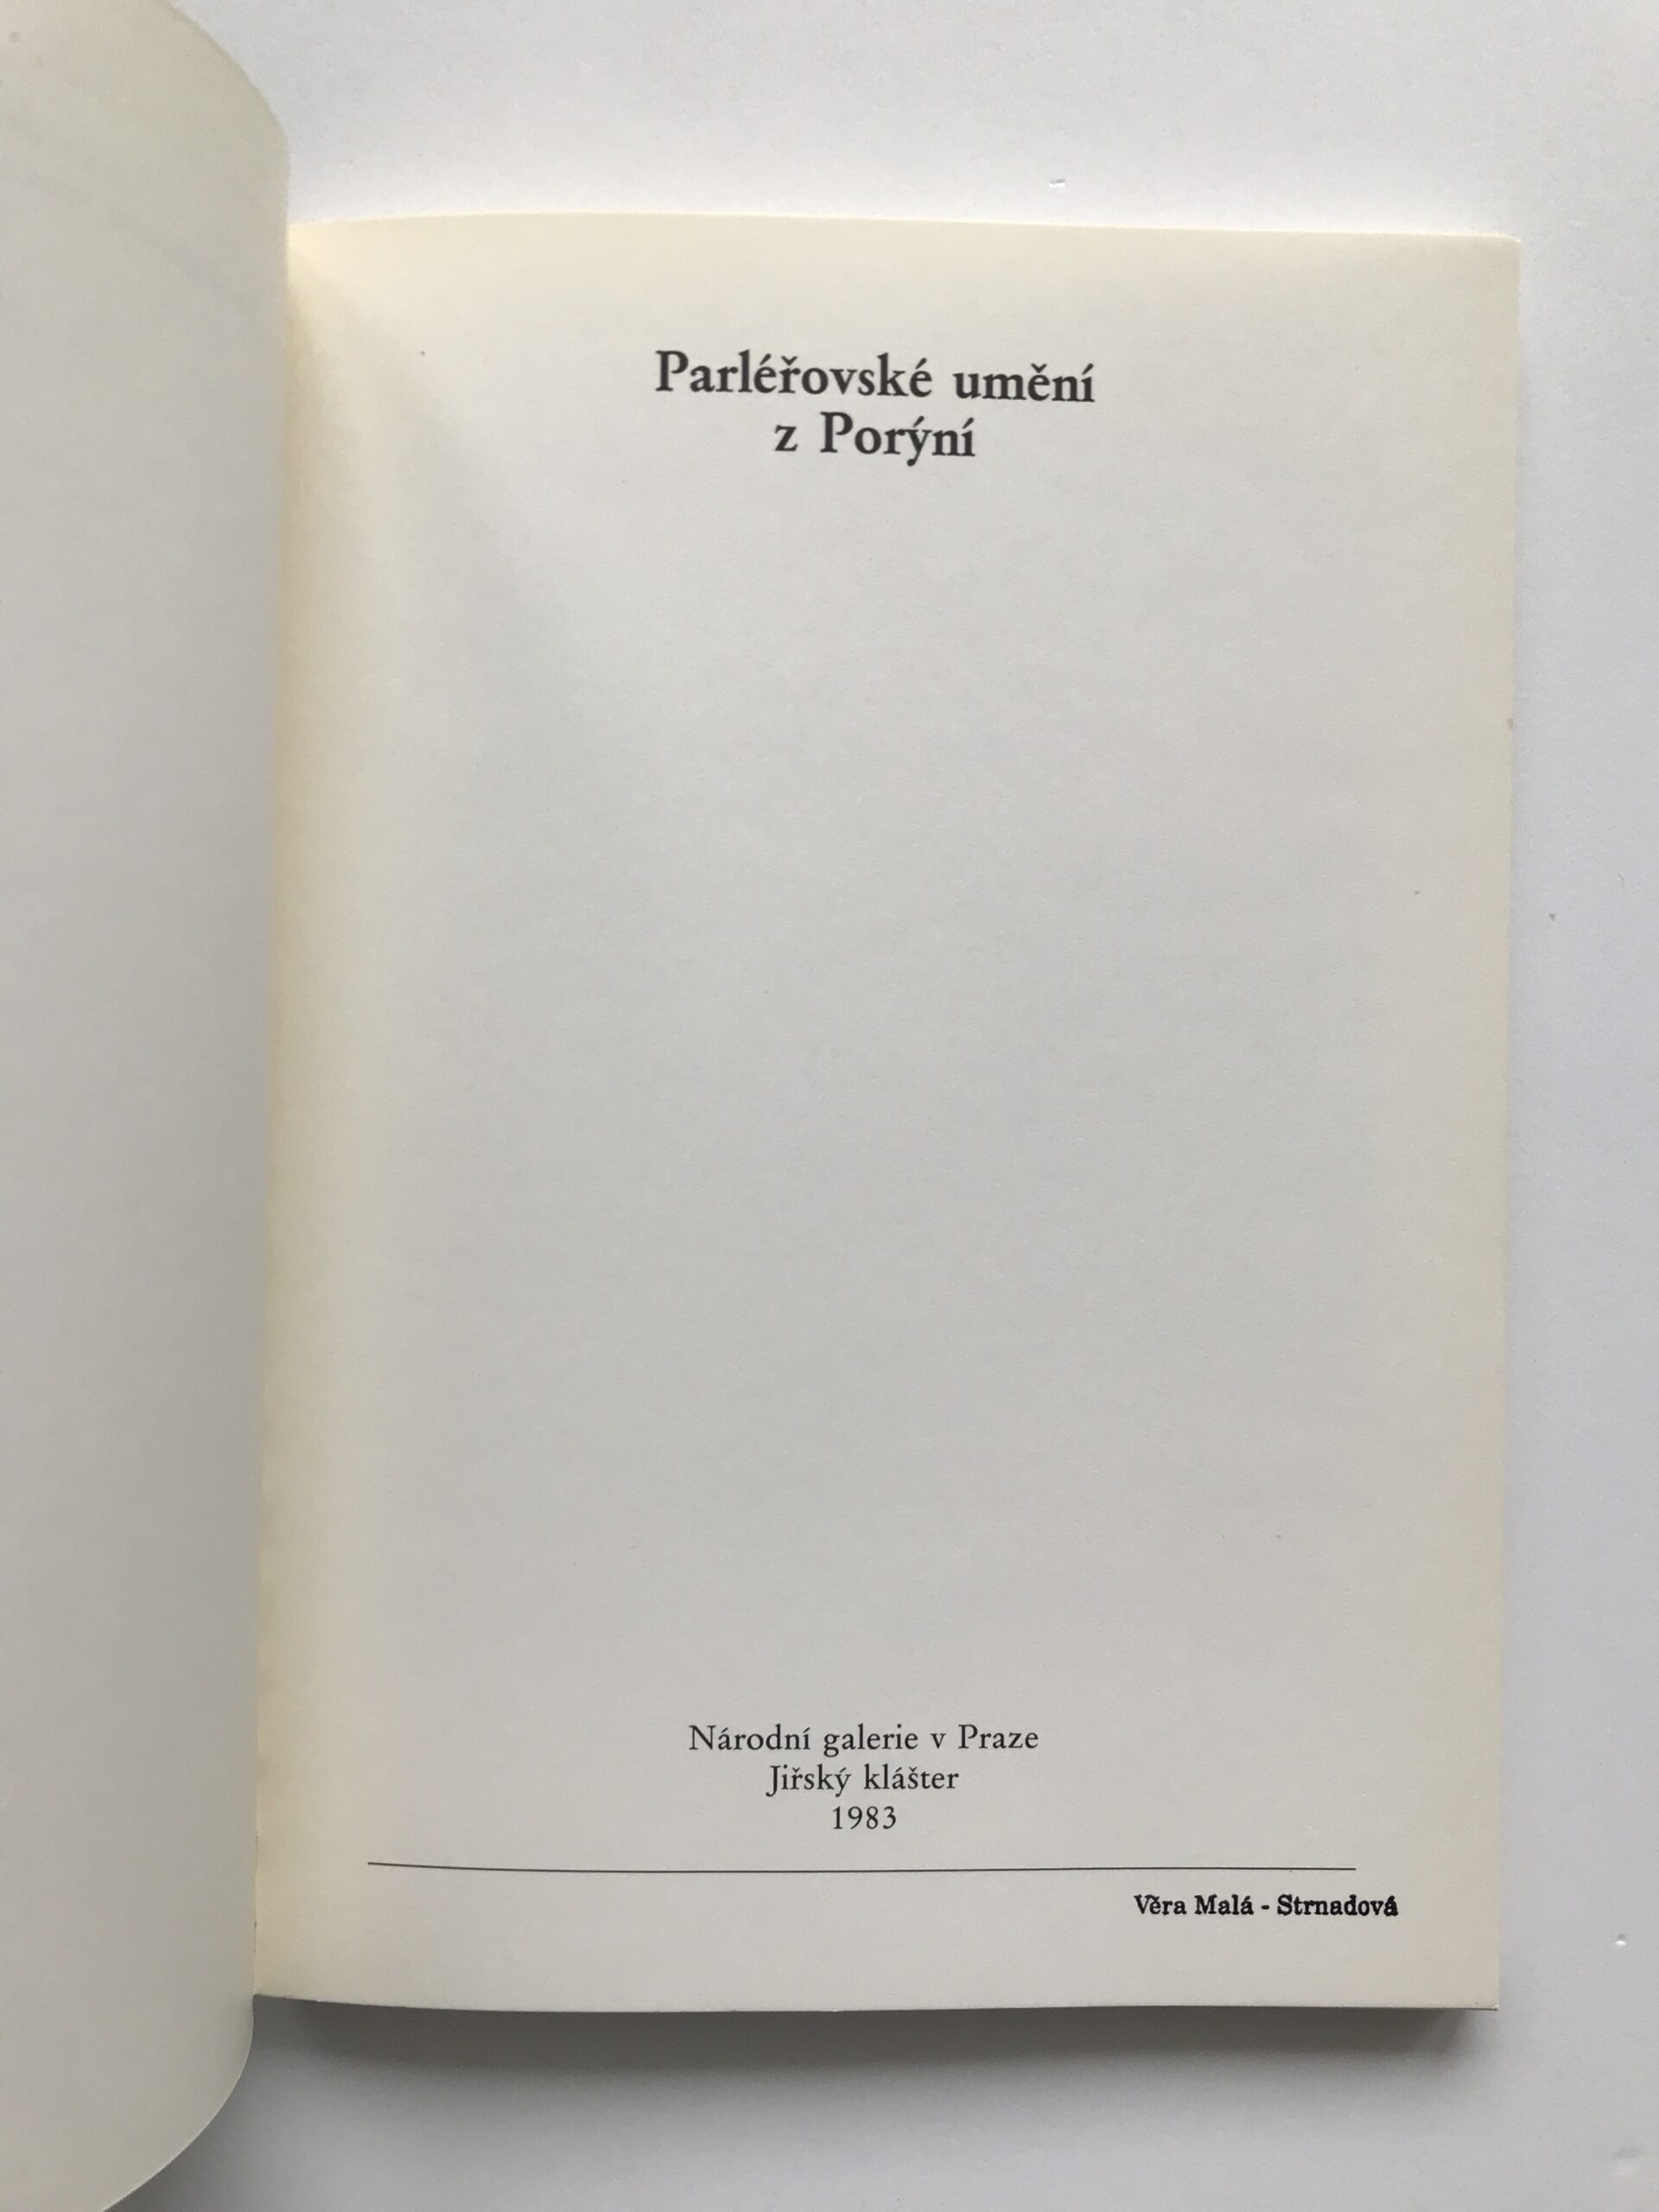 Parléřovské umění
z Porýní
Národní galerie v Praze
Jiřský klášter
1983
Věra Malá - Strnadová